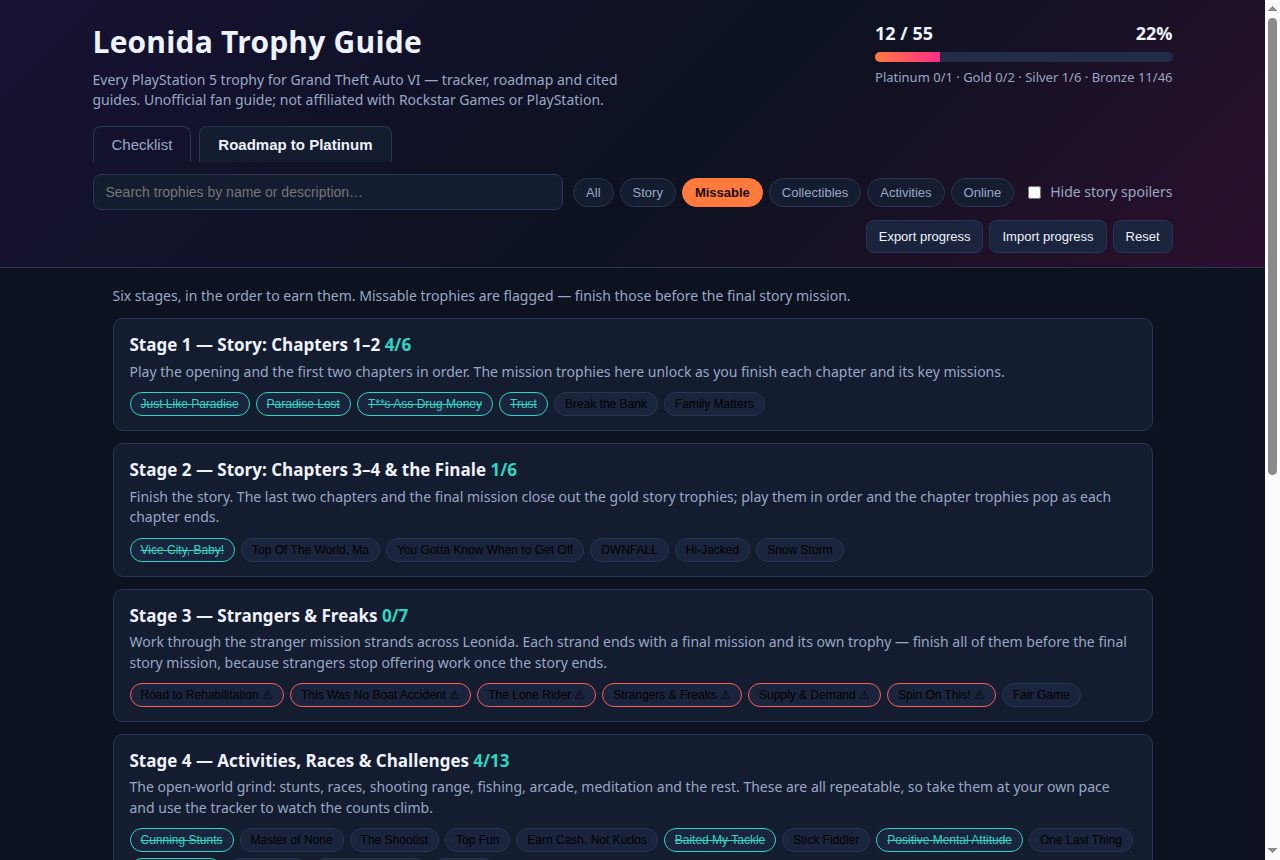 Leonida Trophy Guide
12 / 55
22%
Every PlayStation 5 trophy for Grand Theft Auto VI — tracker, roadmap and cited
guides. Unofficial fan guide; not affiliated with Rockstar Games or PlayStation.
Platinum 0/1 · Gold 0/2 · Silver 1/6 · Bronze 11/46
Checklist
Roadmap to Platinum
Search trophies by name or description…
All
Story
Missable
Collectibles
Activities
Online
Hide story spoilers
Export progress
Import progress
Reset
Six stages, in the order to earn them. Missable trophies are flagged — finish those before the final story mission.
Stage 1 — Story: Chapters 1–2 4/6
Play the opening and the first two chapters in order. The mission trophies here unlock as you finish each chapter and its key missions.
Just Like Paradise
Paradise Lost
T**s Ass Drug Money
Trust
Break the Bank
Family Matters
Stage 2 — Story: Chapters 3–4 & the Finale 1/6
Finish the story. The last two chapters and the final mission close out the gold story trophies; play them in order and the chapter trophies pop as each
chapter ends.
Vice City, Baby!
Top Of The World, Ma
You Gotta Know When to Get Off
DWNFALL
Hi-Jacked
Snow Storm
Stage 3 — Strangers & Freaks 0/7
Work through the stranger mission strands across Leonida. Each strand ends with a final mission and its own trophy — finish all of them before the final
story mission, because strangers stop offering work once the story ends.
Road to Rehabilitation ⚠
This Was No Boat Accident ⚠
The Lone Rider ⚠
Strangers & Freaks ⚠
Supply & Demand ⚠
Spin On This! ⚠
Fair Game
Stage 4 — Activities, Races & Challenges 4/13
The open-world grind: stunts, races, shooting range, fishing, arcade, meditation and the rest. These are all repeatable, so take them at your own pace
and use the tracker to watch the counts climb.
Cunning Stunts
Master of None
The Shootist
Top Fun
Earn Cash, Not Kudos
Baited My Tackle
Stick Fiddler
Positive Mental Attitude
One Last Thing